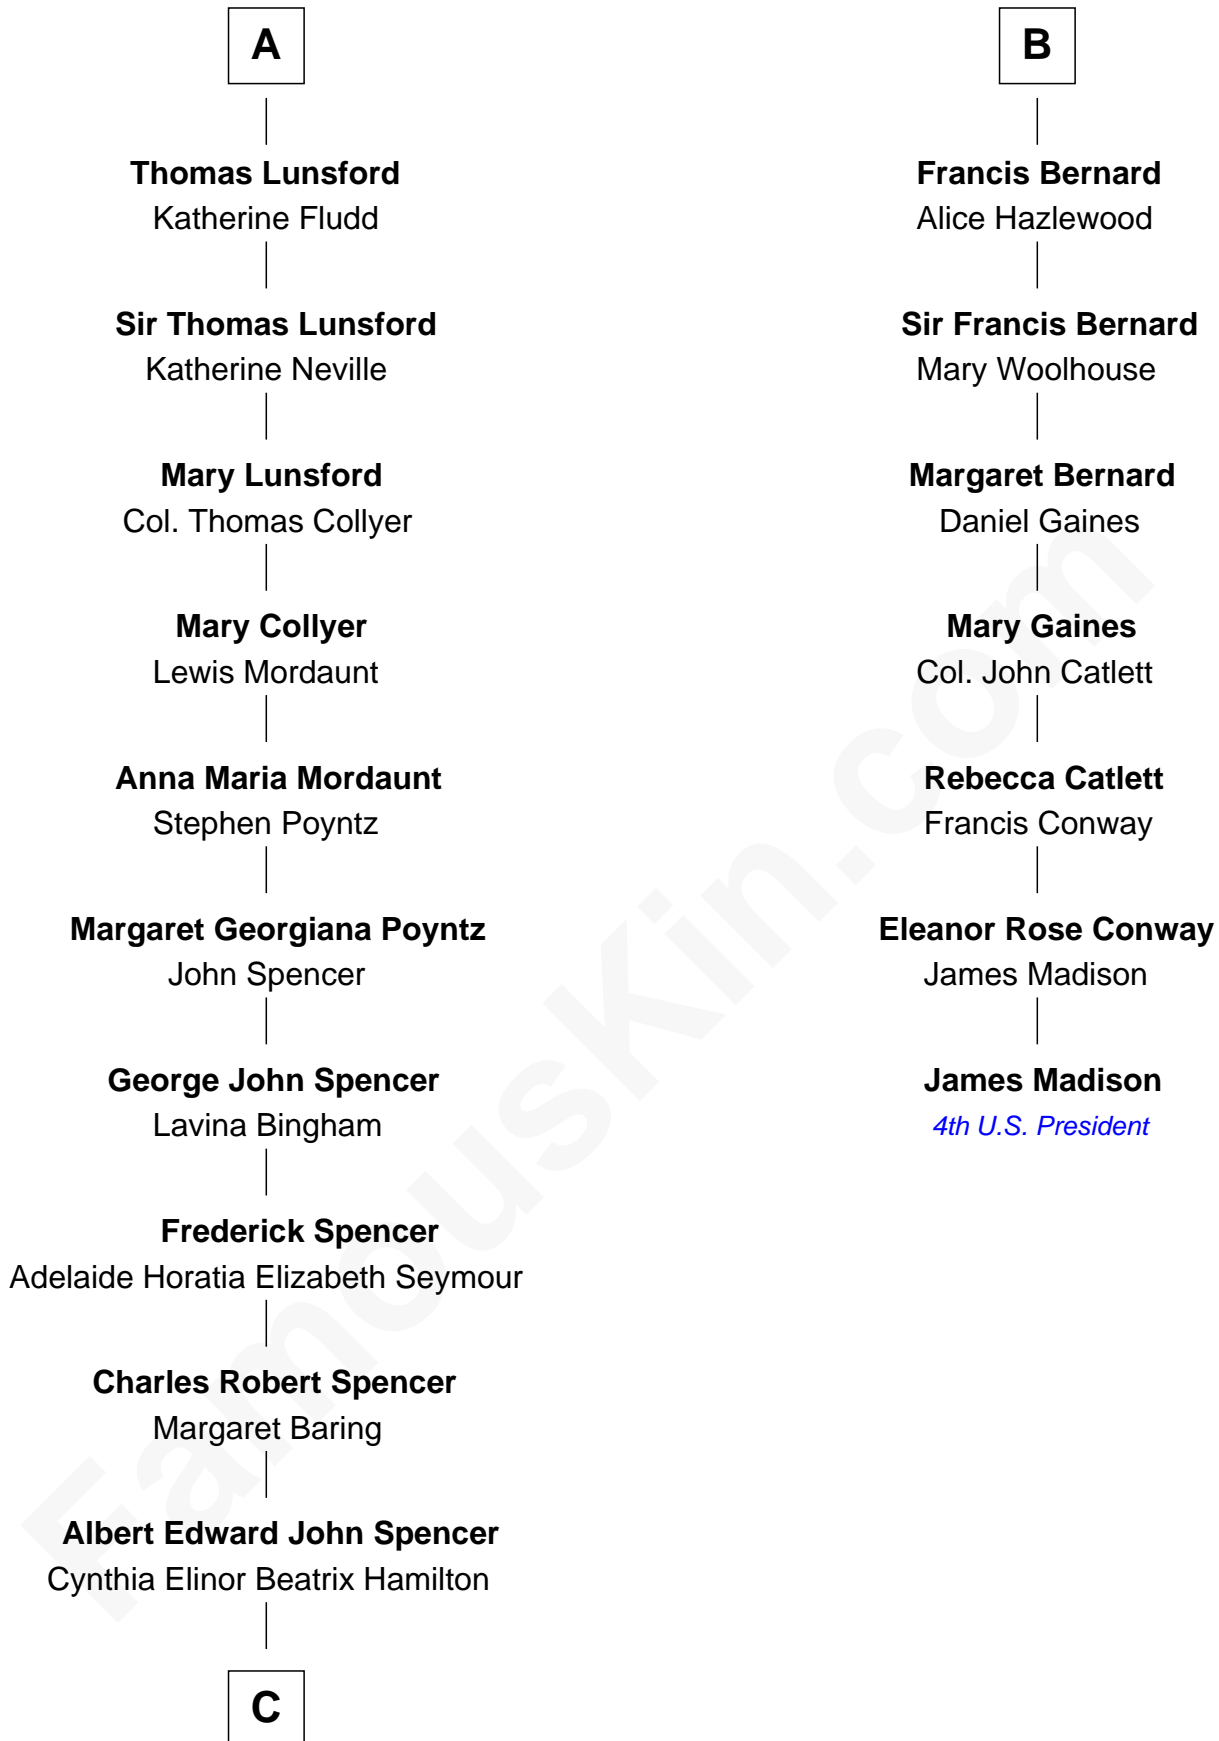 A
Thomas Lunsford
Katherine Fludd
Sir Thomas Lunsford
Katherine Neville
Mary Lunsford
Col. Thomas Collyer
Mary Collyer
Lewis Mordaunt
Anna Maria Mordaunt
Stephen Poyntz
Margaret Georgiana Poyntz
John Spencer
George John Spencer
Lavina Bingham
Frederick Spencer
Adelaide Horatia Elizabeth Seymour
Charles Robert Spencer
Margaret Baring
Albert Edward John Spencer
Cynthia Elinor Beatrix Hamilton
C
B
Francis Bernard
Alice Hazlewood
Sir Francis Bernard
Mary Woolhouse
Margaret Bernard
Daniel Gaines
Mary Gaines
Col. John Catlett
Rebecca Catlett
Francis Conway
Eleanor Rose Conway
James Madison
James Madison
4th U.S. President
FamousKin.com